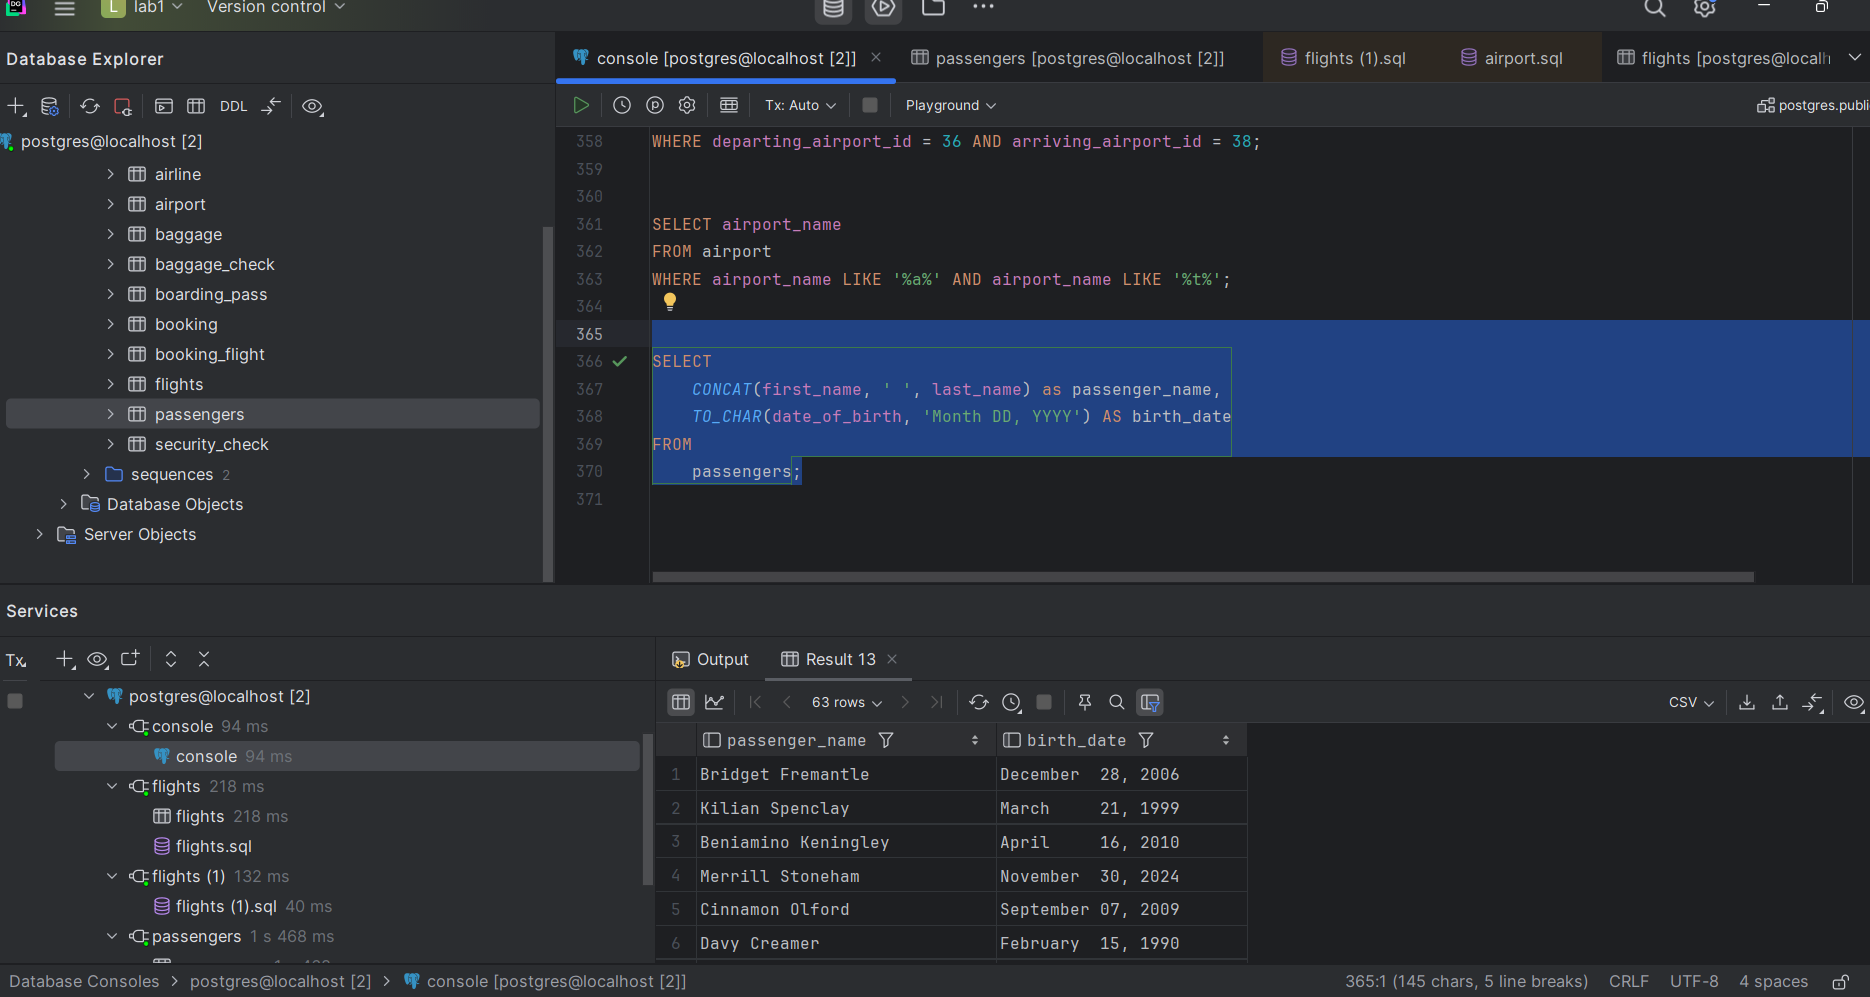 DG
L lab1 Version control
Database Explorer
console [postgres@localhost [2]] passengers [postgres@localhost [2]] flights (1).sql airport.sql flights [postgres@localh
DDL
Tx: Auto Playground postgres.publi
postgres@localhost [2]
airline
airport
baggage
baggage_check
boarding_pass
booking
booking_flight
flights
passengers
security_check
sequences 2
Database Objects
Server Objects
358 WHERE departing_airport_id = 36 AND arriving_airport_id = 38;
359
360
361 SELECT airport_name
362 FROM airport
363 WHERE airport_name LIKE '%a%' AND airport_name LIKE '%t%';
364
365
366 SELECT
367 CONCAT(first_name, ' ', last_name) as passenger_name,
368 TO_CHAR(date_of_birth, 'Month DD, YYYY') AS birth_date
369 FROM
370 passengers;
371
Services
Tx
postgres@localhost [2]
console 94 ms
console 94 ms
flights 218 ms
flights 218 ms
flights.sql
flights (1) 132 ms
flights (1).sql 40 ms
passengers 1 s 468 ms
Output Result 13
63 rows CSV
passenger_name birth_date
1 Bridget Fremantle December  28, 2006
2 Kilian Spenclay March     21, 1999
3 Beniamino Keningley April     16, 2010
4 Merrill Stoneham November  30, 2024
5 Cinnamon Olford September 07, 2009
6 Davy Creamer February  15, 1990
Database Consoles > postgres@localhost [2] > console [postgres@localhost [2]] 365:1 (145 chars, 5 line breaks) CRLF UTF-8 4 spaces